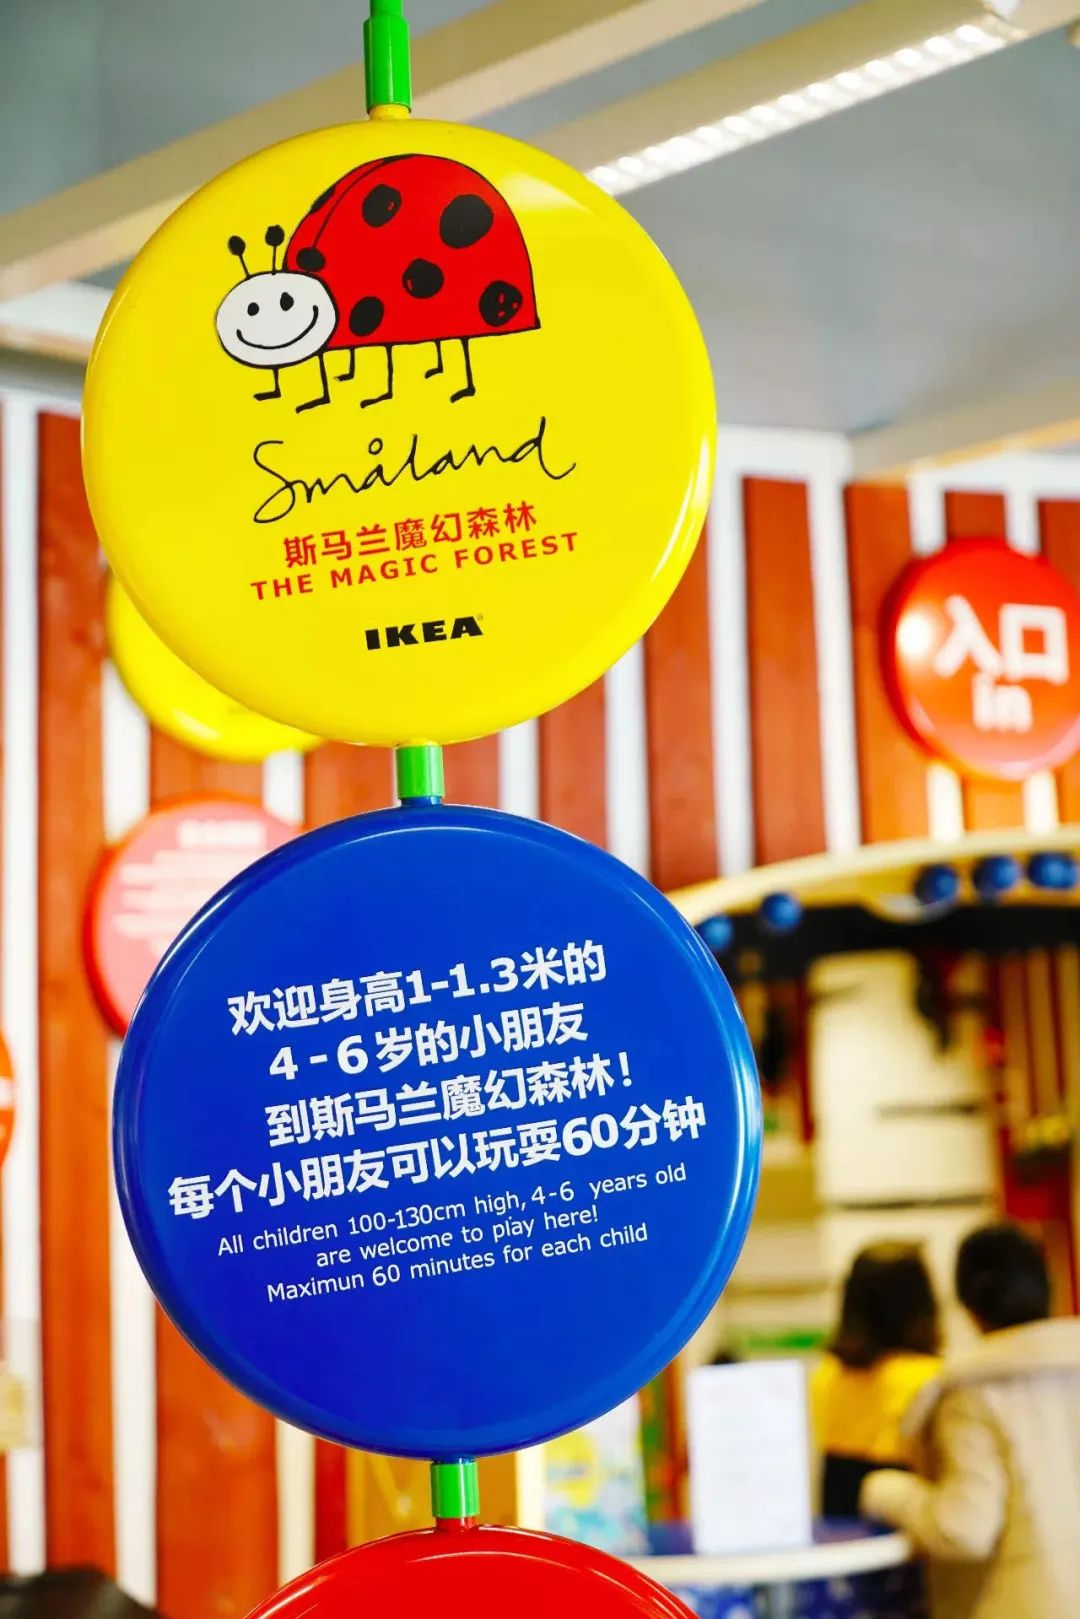 Småland
斯马兰魔幻森林
THE MAGIC FOREST
IKEA
入口
in
欢迎身高1-1.3米的
4-6岁的小朋友
到斯马兰魔幻森林!
每个小朋友可以玩耍60分钟
All children 100-130cm high, 4-6 years old
are welcome to play here!
Maximun 60 minutes for each child